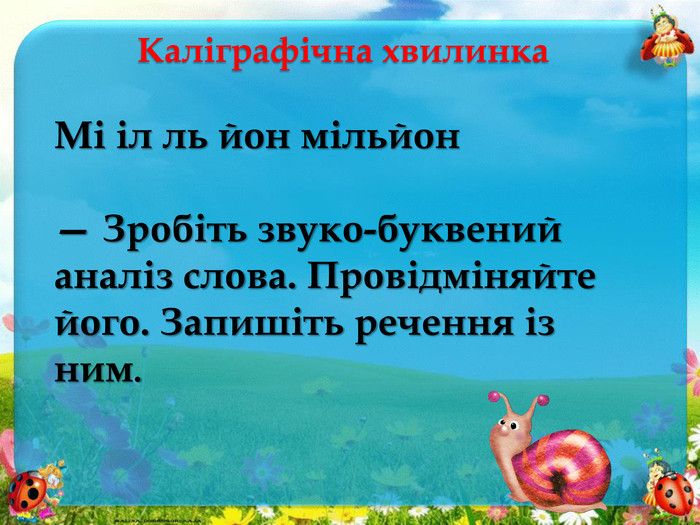 Каліграфічна хвилинка
Мі іл ль йон мільйон
— Зробіть звуко-буквений
аналіз слова. Провідміняйте
його. Запишіть речення із
ним.